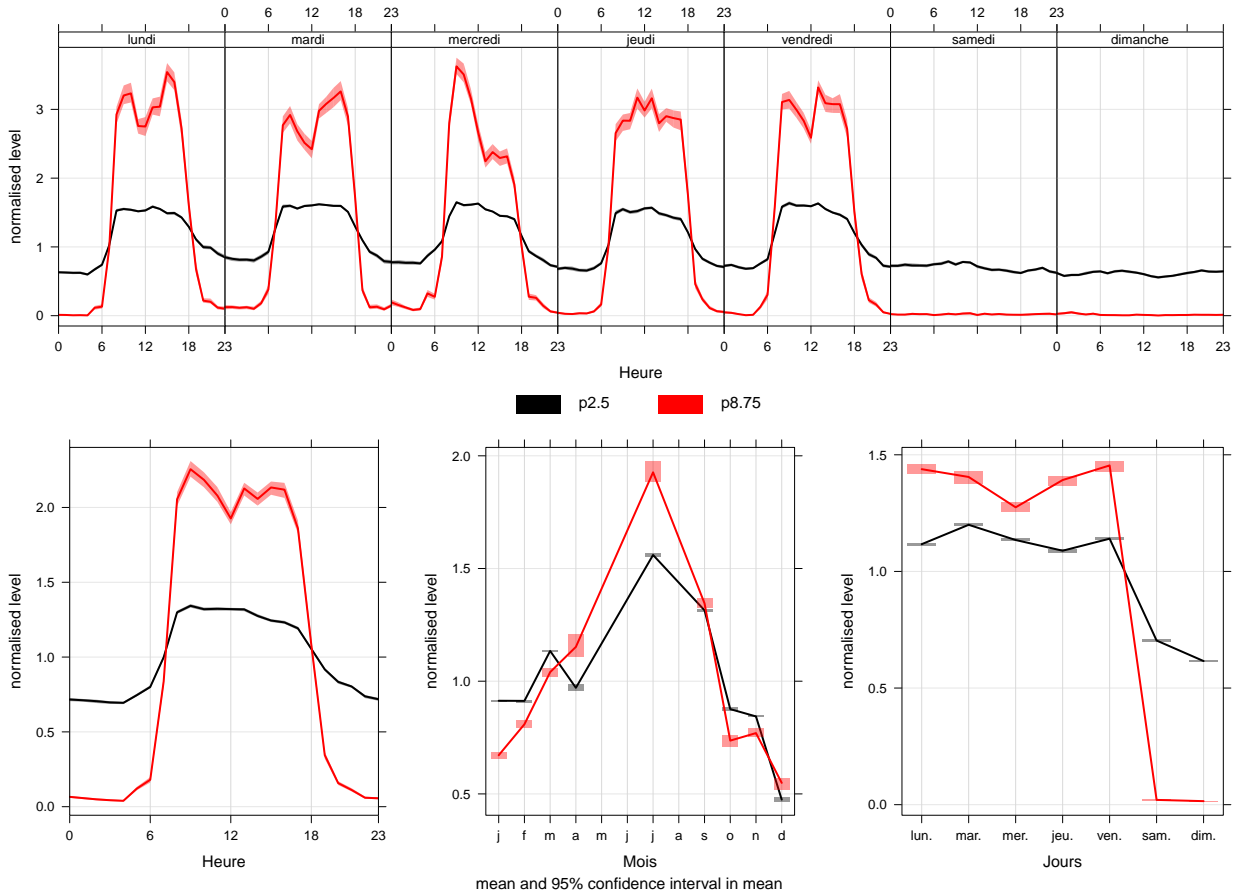 0 6 12 18 23 0 6 12 18 23 0 6 12 18 23
lundi mardi mercredi jeudi vendredi samedi dimanche
normalised level
3
2
1
0
0 6 12 18 23 0 6 12 18 23 0 6 12 18 23 0 6 12 18 23
Heure
p2.5 p8.75
normalised level
2.0
1.5
1.0
0.5
0.0
0 6 12 18 23
Heure
normalised level
2.0
1.5
1.0
0.5
j f m a m j j a s o n d
Mois
mean and 95% confidence interval in mean
normalised level
1.5
1.0
0.5
0.0
lun. mar. mer. jeu. ven. sam. dim.
Jours